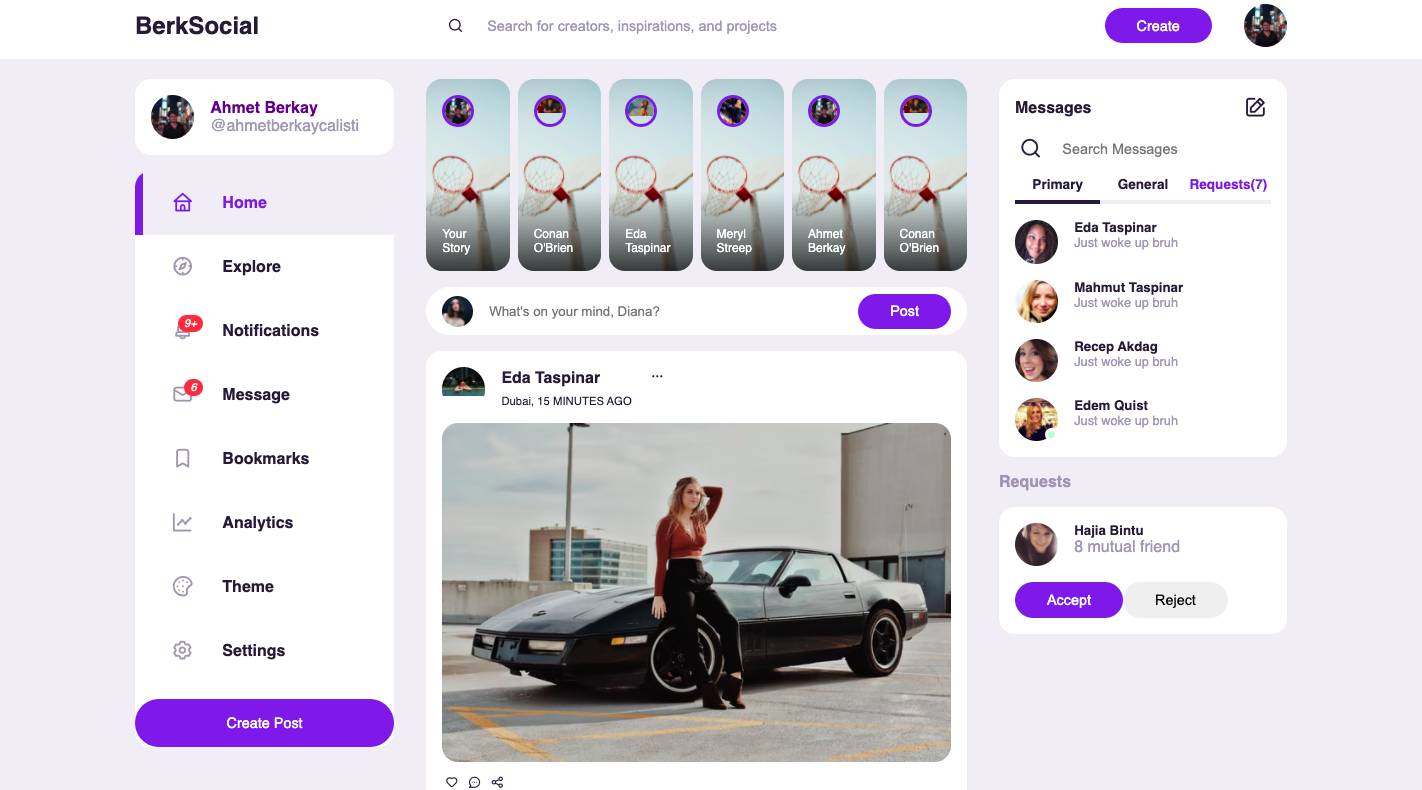 BerkSocial
Search for creators, inspirations, and projects
Create
Ahmet Berkay
@ahmetberkaycalisti
Home
Explore
9+
Notifications
6
Message
Bookmarks
Analytics
Theme
Settings
Create Post
Your
Story
Conan
O'Brien
Eda
Taspinar
Meryl
Streep
Ahmet
Berkay
Conan
O'Brien
What's on your mind, Diana?
Post
Eda Taspinar
...
Dubai, 15 MINUTES AGO
Messages
Search Messages
Primary General Requests(7)
Eda Taspinar
Just woke up bruh
Mahmut Taspinar
Just woke up bruh
Recep Akdag
Just woke up bruh
Edem Quist
Just woke up bruh
Requests
Hajia Bintu
8 mutual friend
Accept Reject